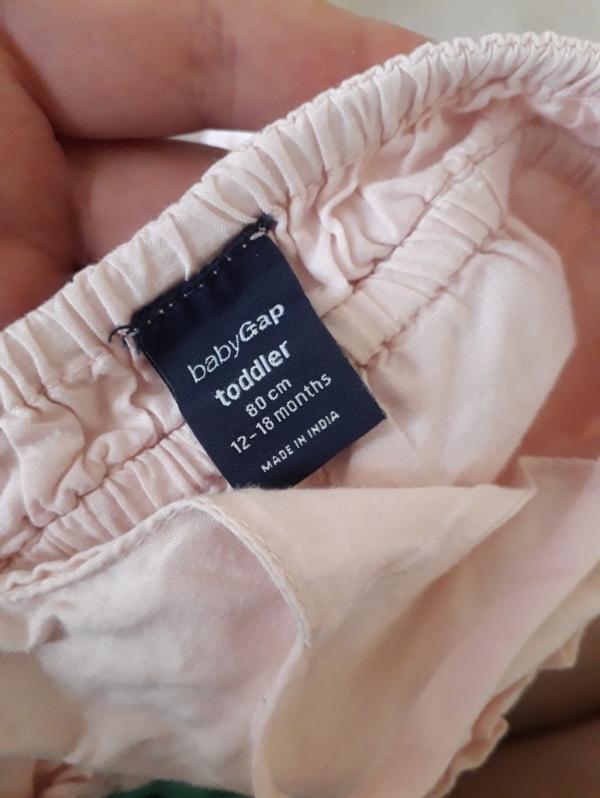 babyGap
toddler
80 cm
12-18 months
MADE IN INDIA